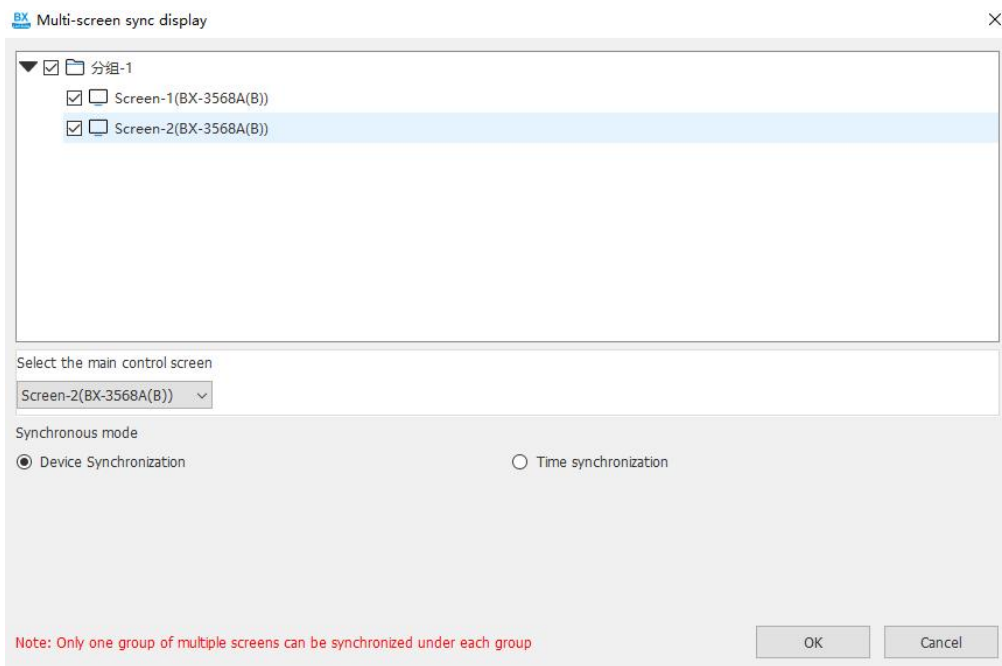 BX Multi-screen sync display
分组-1
Screen-1(BX-3568A(B))
Screen-2(BX-3568A(B))
Select the main control screen
Screen-2(BX-3568A(B))
Synchronous mode
Device Synchronization Time synchronization
Note: Only one group of multiple screens can be synchronized under each group OK Cancel